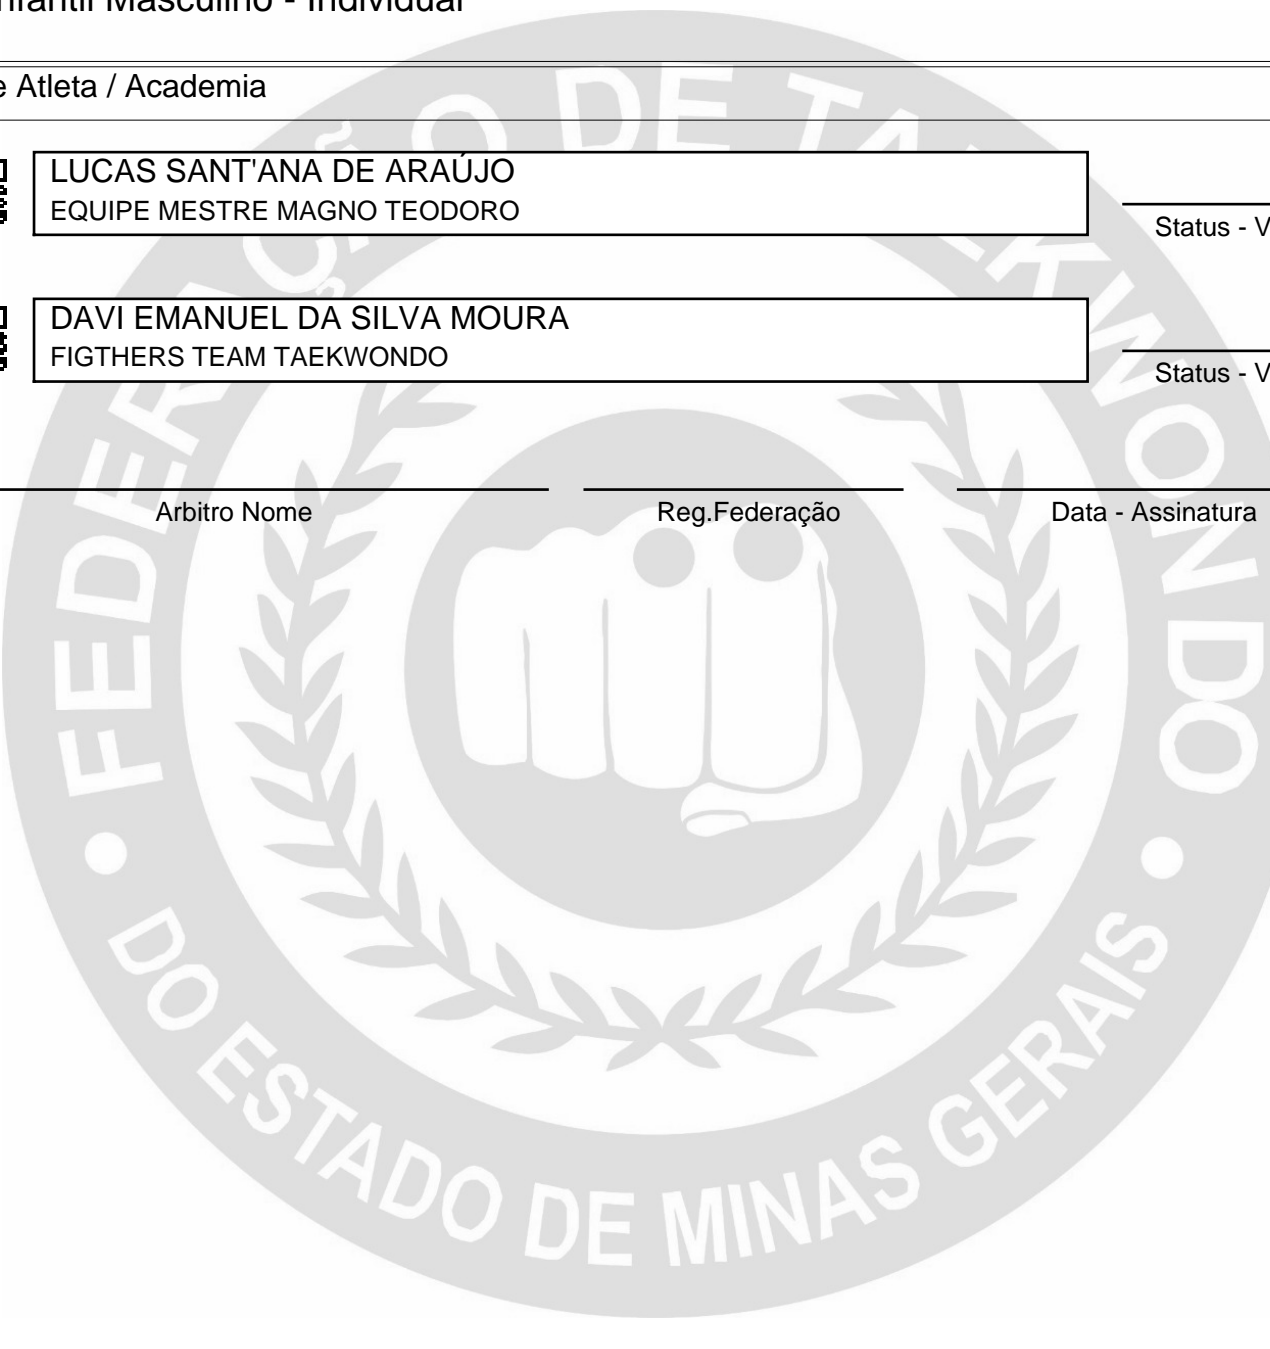 nfantil Masculino - Individual
e Atleta / Academia
LUCAS SANT'ANA DE ARAÚJO
EQUIPE MESTRE MAGNO TEODORO
Status - V
DAVI EMANUEL DA SILVA MOURA
FIGTHERS TEAM TAEKWONDO
Status - V
Arbitro Nome Reg.Federação Data - Assinatura
FEDERAÇÃO DE TAEKWONDO
DO ESTADO DE MINAS GERAIS